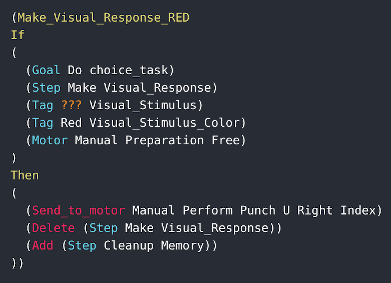 (Make_Visual_Response_RED
If
(
(Goal Do choice_task)
(Step Make Visual_Response)
(Tag ??? Visual_Stimulus)
(Tag Red Visual_Stimulus_Color)
(Motor Manual Preparation Free)
)
Then
(
(Send_to_motor Manual Perform Punch U Right Index)
(Delete (Step Make Visual_Response))
(Add (Step Cleanup Memory))
))